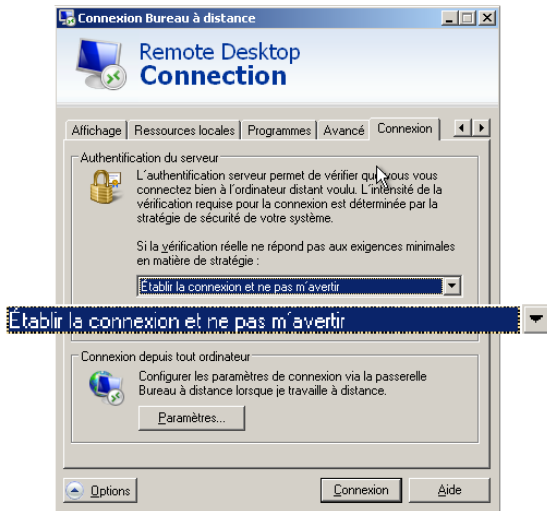 Connexion Bureau à distance
Remote Desktop
Connection
Affichage
Ressources locales
Programmes
Avancé
Connexion
Authentification du serveur
L´authentification serveur permet de vérifier que vous vous
connectez bien à l´ordinateur distant voulu. L´intensité de la
vérification requise pour la connexion est déterminée par la
stratégie de sécurité de votre système.
Si la vérification réelle ne répond pas aux exigences minimales
en matière de stratégie :
Établir la connexion et ne pas m´avertir
Établir la connexion et ne pas m´avertir
Connexion depuis tout ordinateur
Configurer les paramètres de connexion via la passerelle
Bureau à distance lorsque je travaille à distance.
Paramètres...
Options
Connexion
Aide